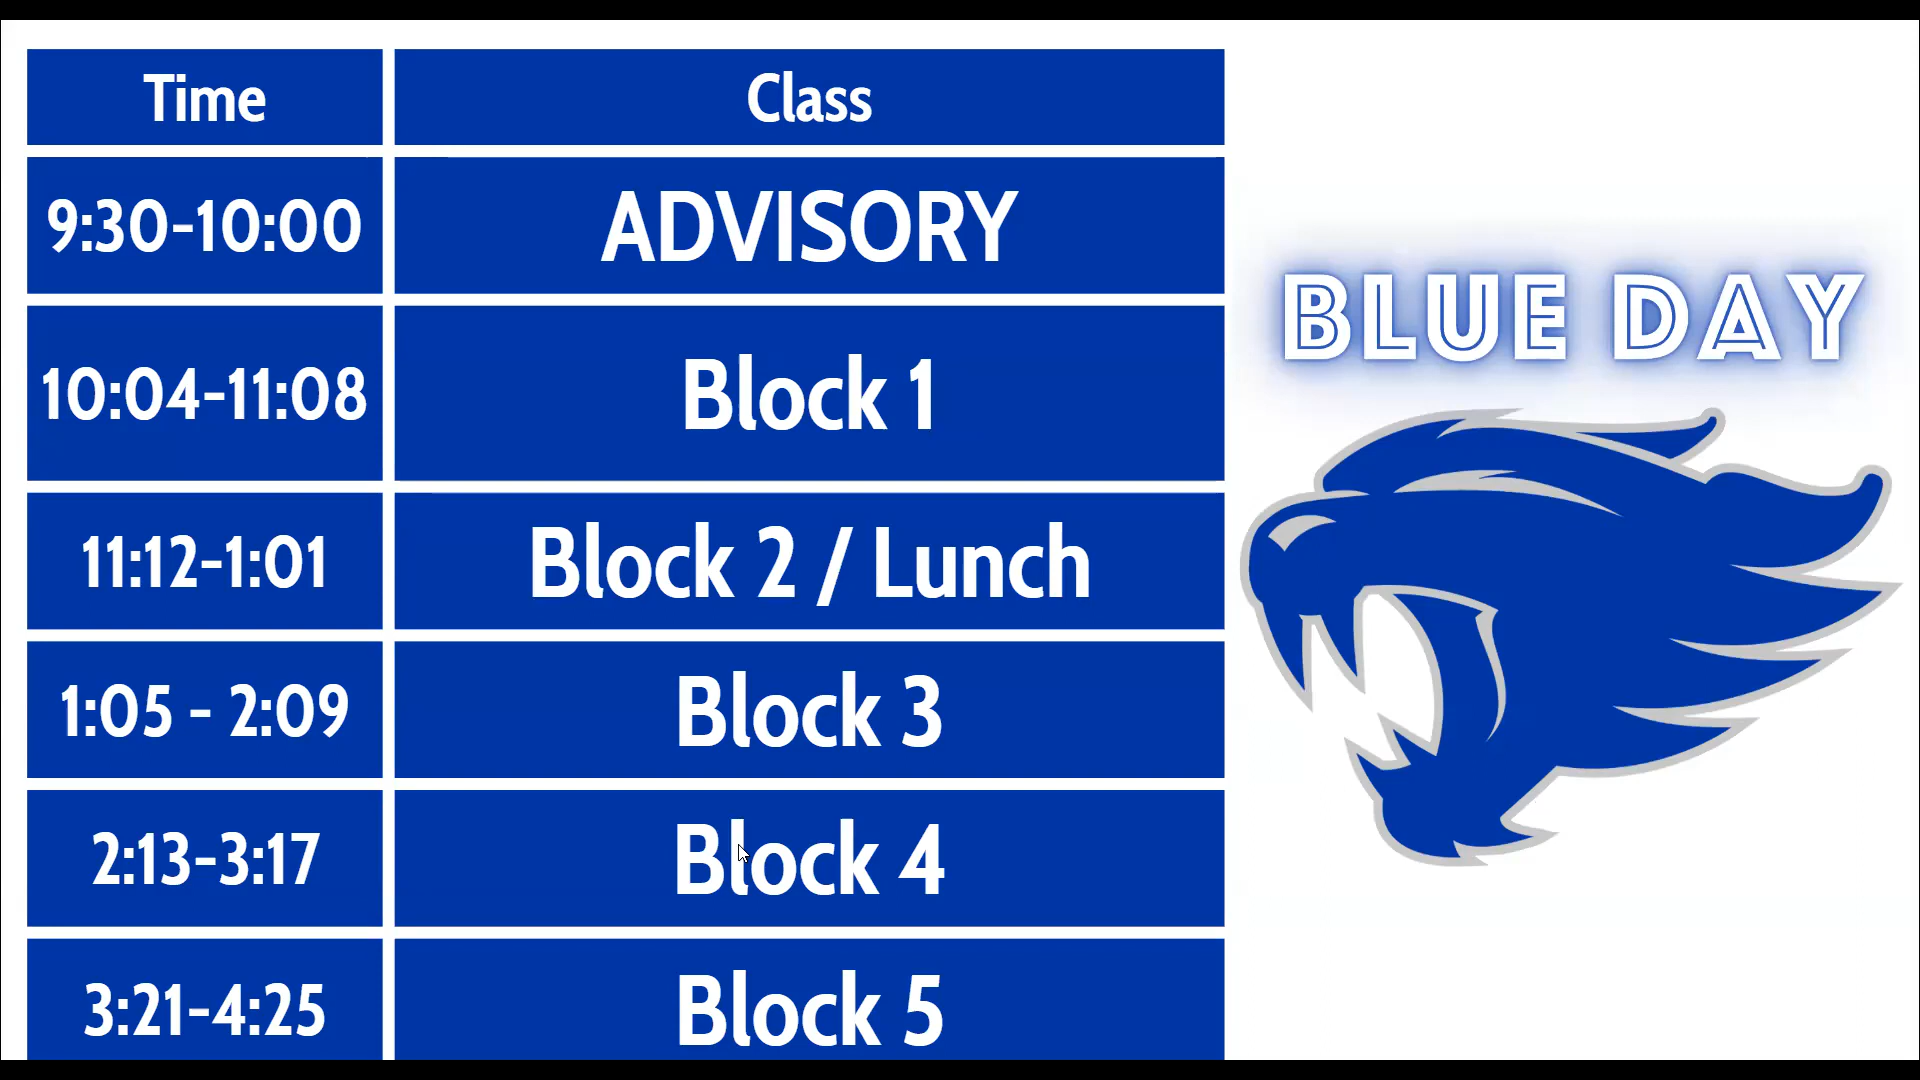 Time Class
9:30-10:00 ADVISORY
10:04-11:08 Block 1
11:12-1:01 Block 2 / Lunch
1:05 - 2:09 Block 3
2:13-3:17 Block 4
3:21-4:25 Block 5
BLUE DAY